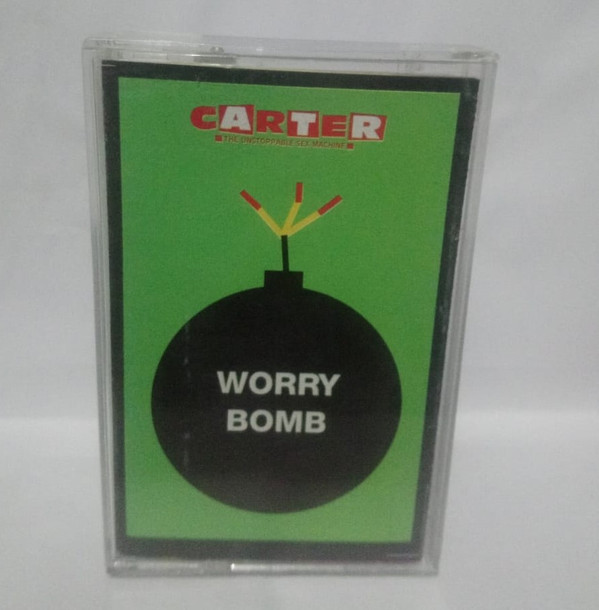 CARTER
THE UNSTOPPABLE SEX MACHINE
WORRY
BOMB